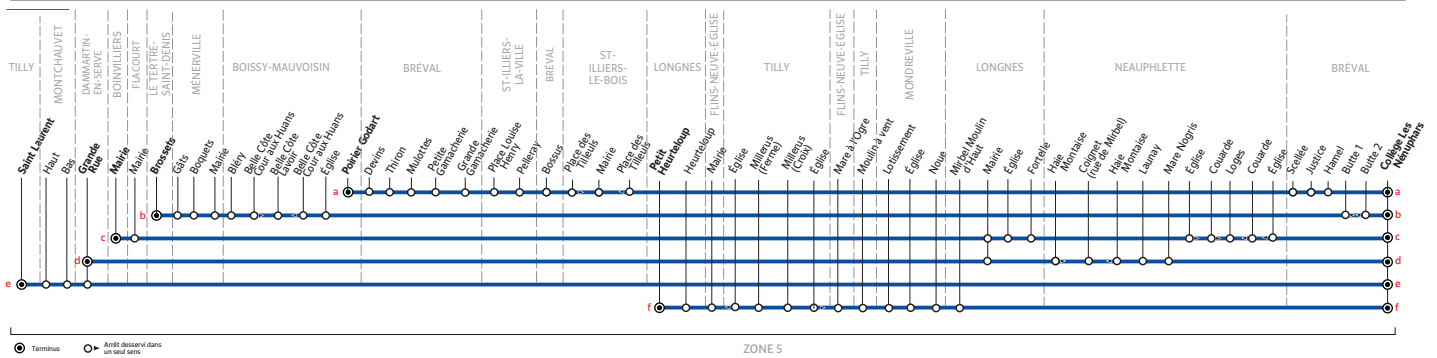 TILLY
MONTCHAUVET
DAMMARTIN-
EN-SERVE
BOINVILLIERS
FLACOURT
LE TERTRE-
SAINT-DENIS
MÉNERVILLE
BOISSY-MAUVOISIN
BRÉVAL
ST-ILLIERS-
LA-VILLE
BRÉVAL
ST-
ILLIERS-
LE-BOIS
LONGNES
FLINS-NEUVE-ÉGLISE
TILLY
FLINS-NEUVE-ÉGLISE
TILLY
MONDREVILLE
LONGNES
NEAUPHLETTE
BRÉVAL
Saint Laurent
Haut
Bas
Grande
Rue
Mairie
Mairie
Brossets
Gâts
Boquets
Mairie
Bléry
Belle Côte
Cour aux Huans
Belle Côte
Lavoir
Belle Côte
Cour aux Huans
Église
Poirier Godart
Devins
Thiron
Mulottes
Petite
Gamacherie
Grande
Gamacherie
Place Louise
Henry
Pelleray
Bossus
Place des
Tilleuls
Mairie
Place des
Tilleuls
Petit
Heurteloup
Heurteloup
Mairie
Église
Millerus
(Ferme)
Millerus
(Croix)
Église
Mare à l'Ogre
Moulin à vent
Lotissement
Église
Noue
Mirbel Moulin
d'Haut
Mairie
Église
Fortelle
Haie
Montaise
Coignet
(rue de Mirbel)
Haie
Montaise
Launay
Mare Nogris
Église
Couarde
Loges
Couarde
Église
Scellée
Justice
Hamel
Butte 1
Butte 2
Collège Les
Nénuphars
a
a
b
b
c
c
d
d
e
e
f
f
Terminus
Arrêt desservi dans
un seul sens
ZONE 5